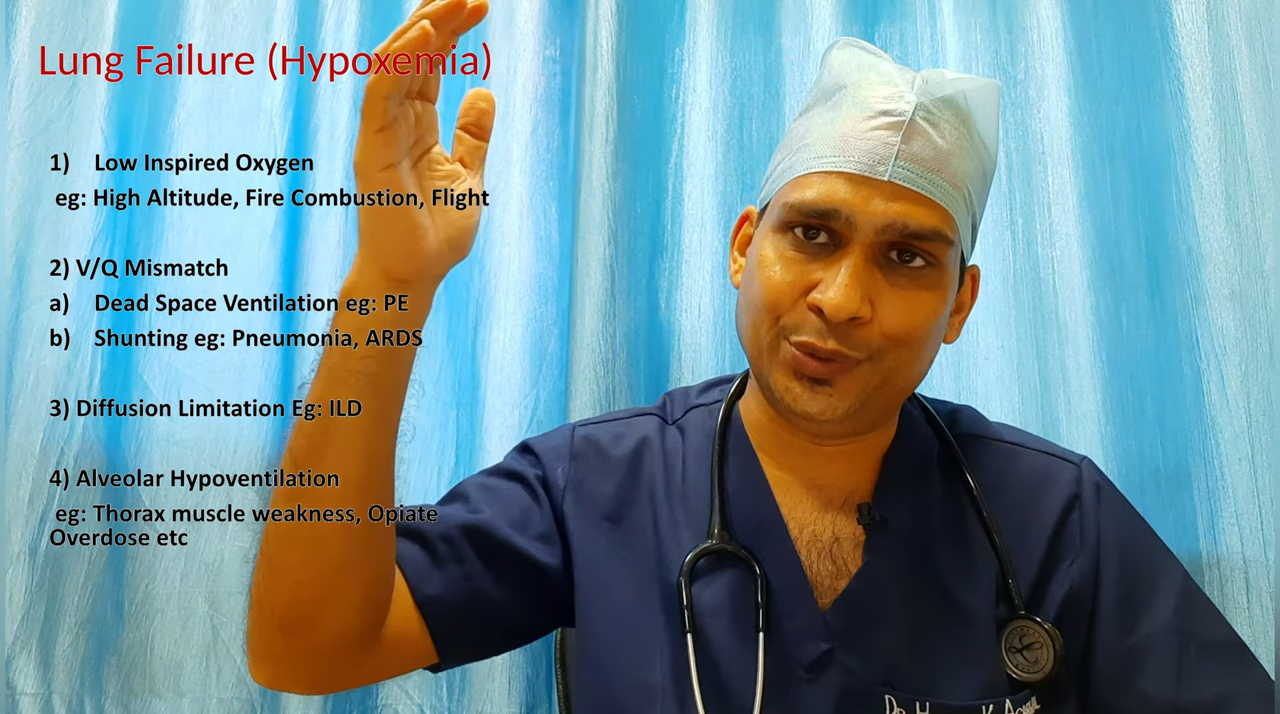 Lung Failure (Hypoxemia)
1) Low Inspired Oxygen
eg: High Altitude, Fire Combustion, Flight
2) V/Q Mismatch
a) Dead Space Ventilation eg: PE
b) Shunting eg: Pneumonia, ARDS
3) Diffusion Limitation Eg: ILD
4) Alveolar Hypoventilation
eg: Thorax muscle weakness, Opiate
Overdose etc
Dr